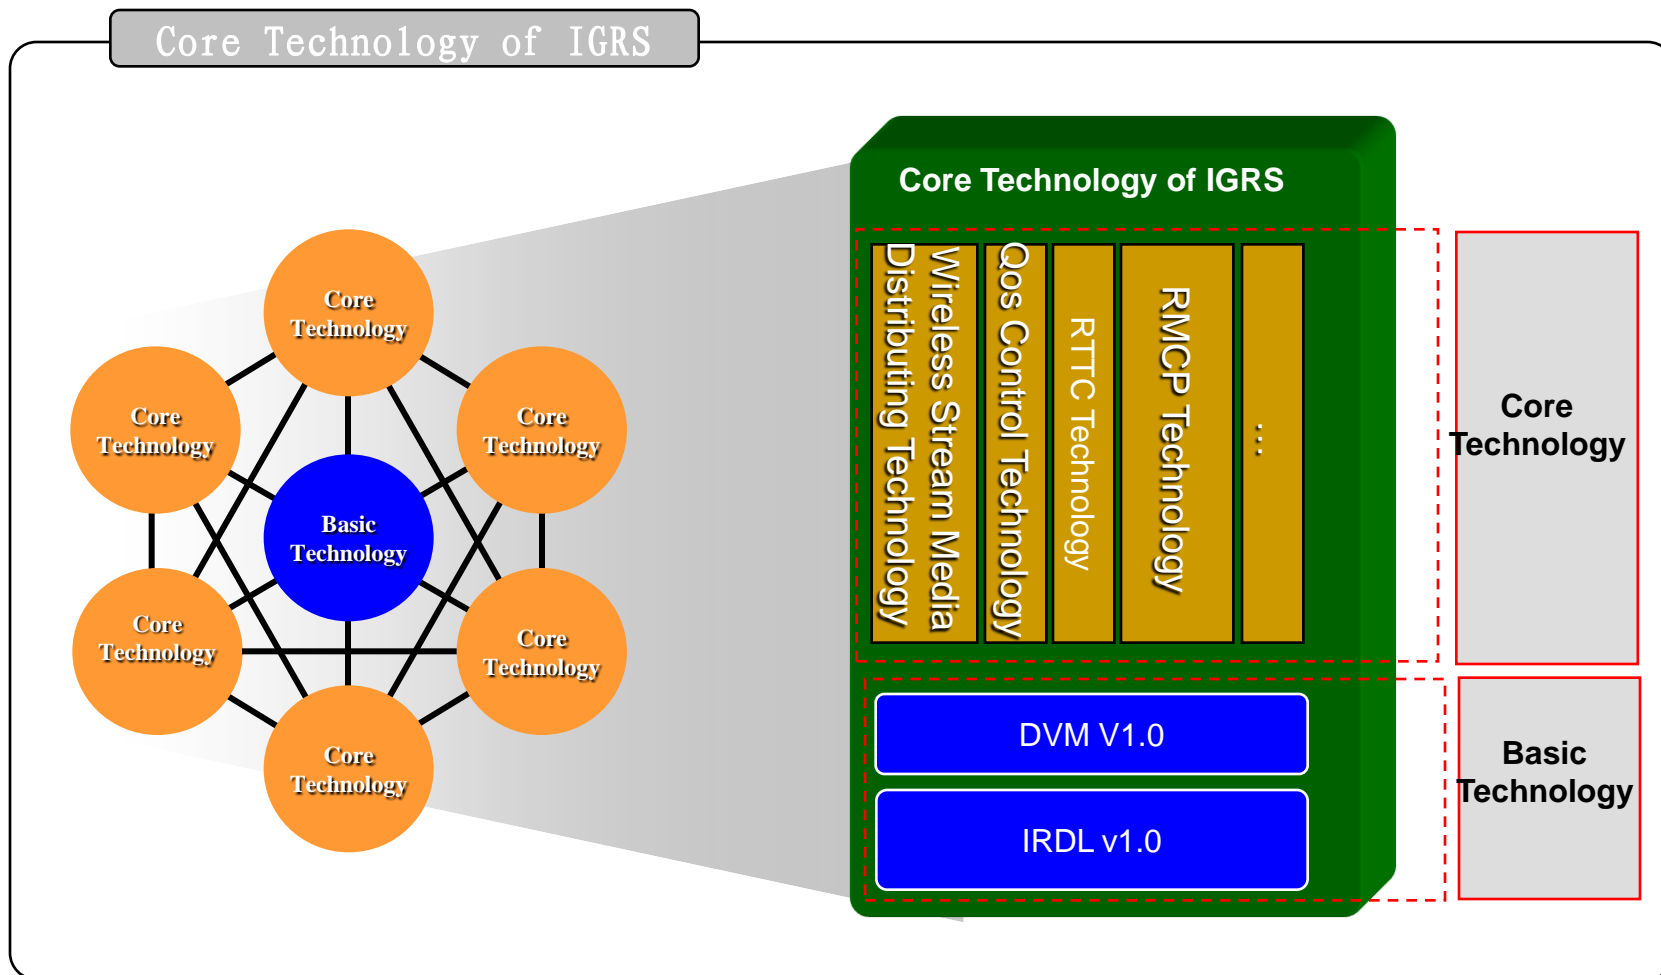 Core Technology of IGRS
Core
Technology
Core
Technology
Core
Technology
Basic
Technology
Core
Technology
Core
Technology
Core
Technology
Core Technology of IGRS
Wireless Stream Media
Distributing Technology
Qos Control Technology
RTTC Technology
RMCP Technology
...
DVM V1.0
IRDL v1.0
Core
Technology
Basic
Technology